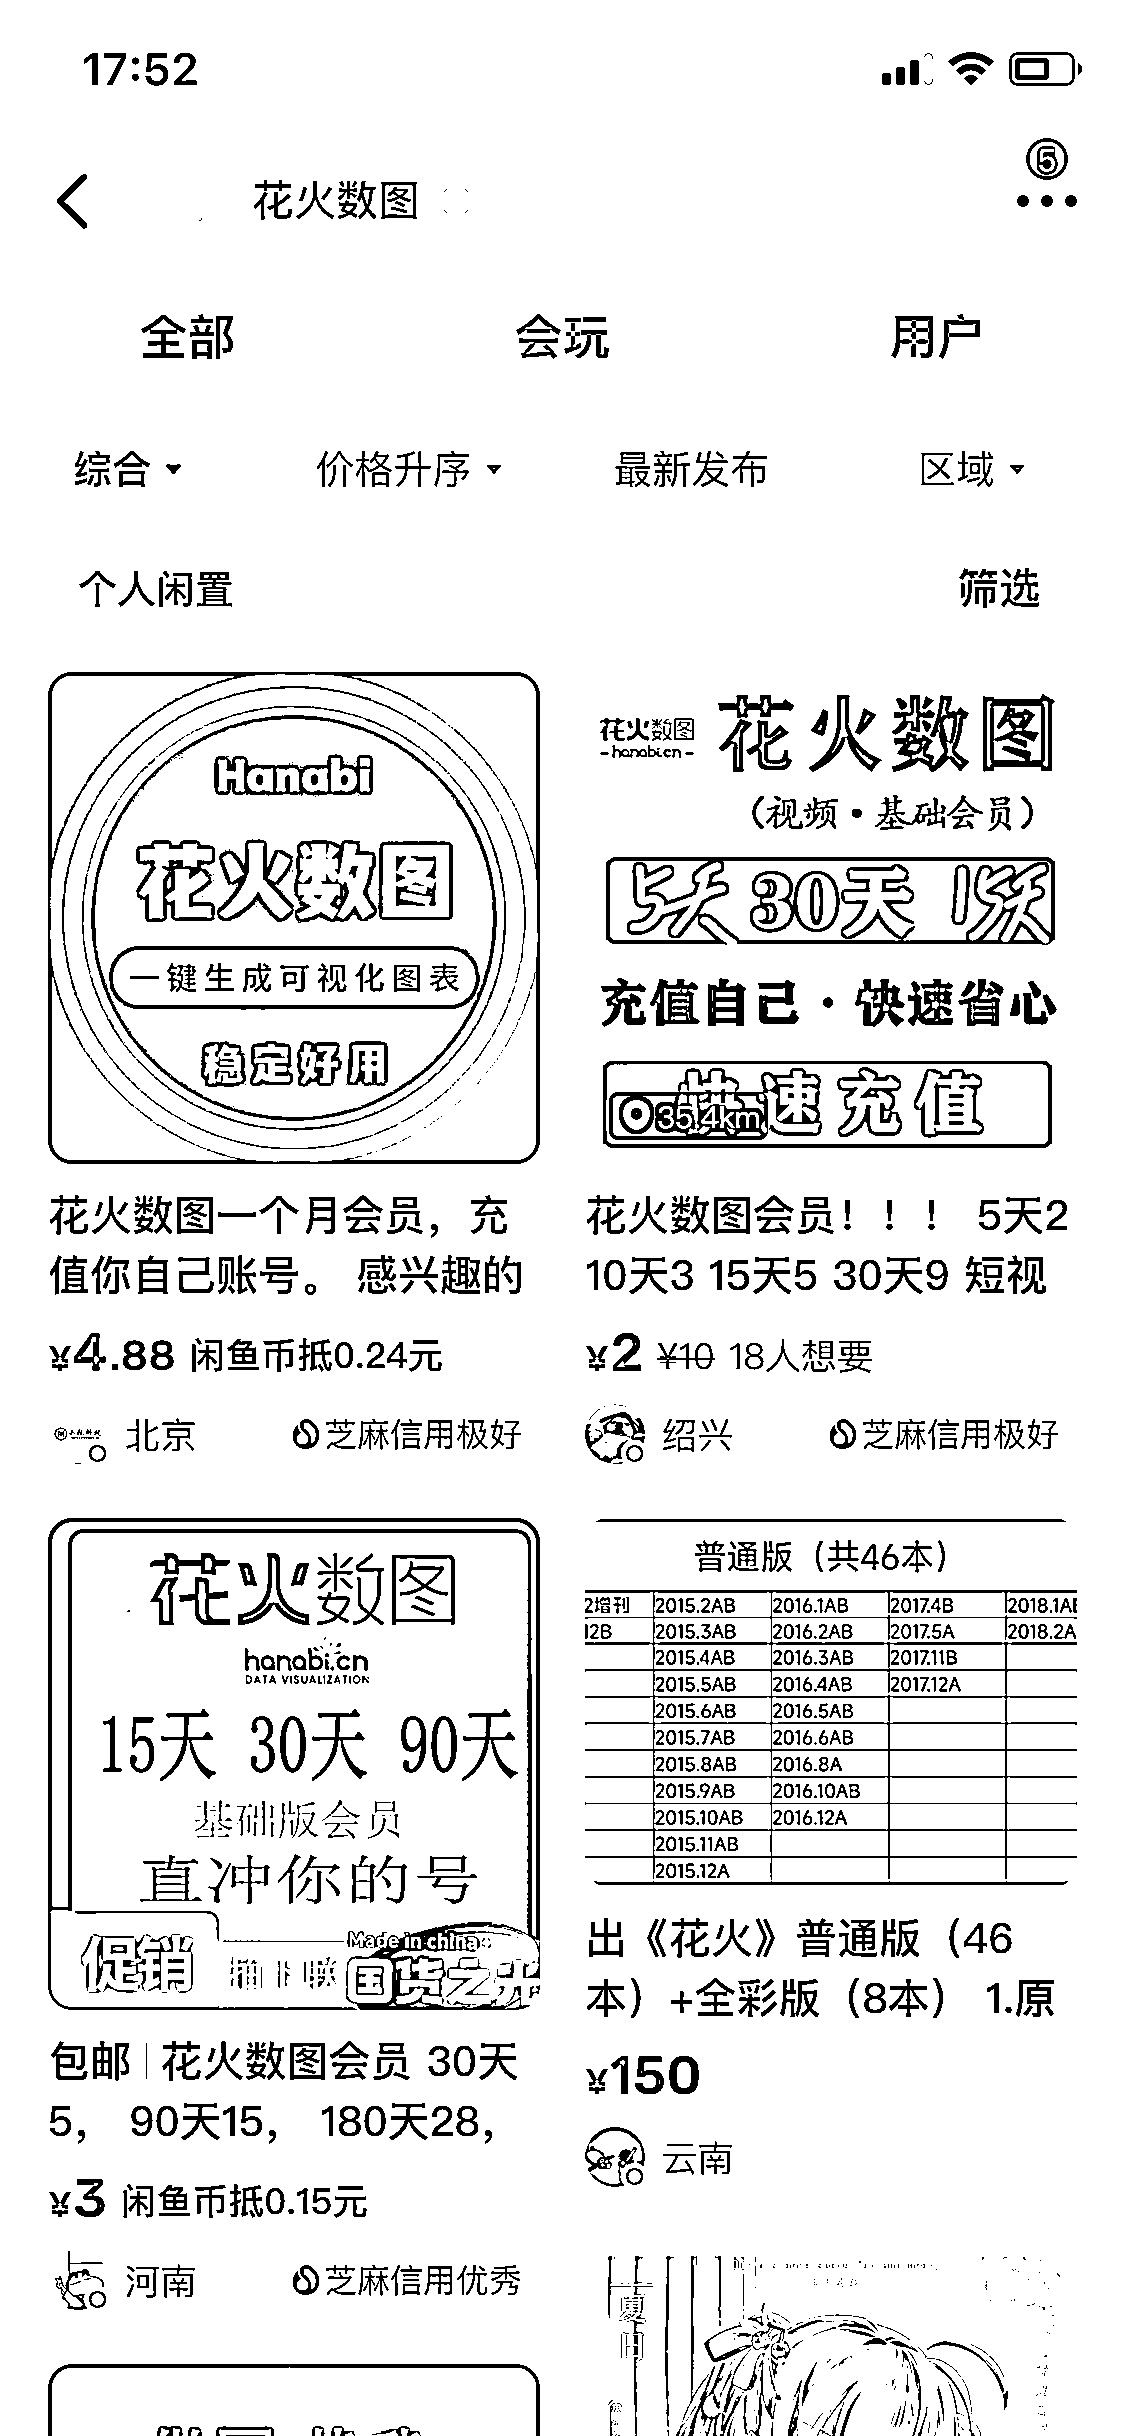 17:52
花火数图
5
全部 会玩 用户
综合 价格升序 最新发布 区域
个人闲置 筛选
Hanabi
花火数图
一键生成可视化图表
稳定好用
花火数图一个月会员，充
值你自己账号。 感兴趣的
¥4.88 闲鱼币抵0.24元
北京 芝麻信用极好
花火数图
-hanabi.cn-
花火数图
（视频·基础会员）
5天 30天 15天
充值自己·快速省心
快速充值
35.4km
花火数图会员！！！ 5天2
10天3 15天5 30天9 短视
¥2 ¥10 18人想要
绍兴 芝麻信用极好
花火数图
hanabi.cn
DATA VISUALIZATION
15天 30天 90天
基础版会员
直冲你的号
促销
Made in china
国货之光
包邮 花火数图会员 30天
5， 90天15， 180天28，
¥3 闲鱼币抵0.15元
河南 芝麻信用优秀
普通版（共46本）
2增刊 2015.2AB 2016.1AB 2017.4B 2018.1AB
12B 2015.3AB 2016.2AB 2017.5A 2018.2A
2015.4AB 2016.3AB 2017.11B
2015.5AB 2016.4AB 2017.12A
2015.6AB 2016.5AB
2015.7AB 2016.6AB
2015.8AB 2016.8A
2015.9AB 2016.10AB
2015.10AB 2016.12A
2015.11AB
2015.12A
出《花火》普通版（46
本）+全彩版（8本） 1.原
¥150
云南
夏日